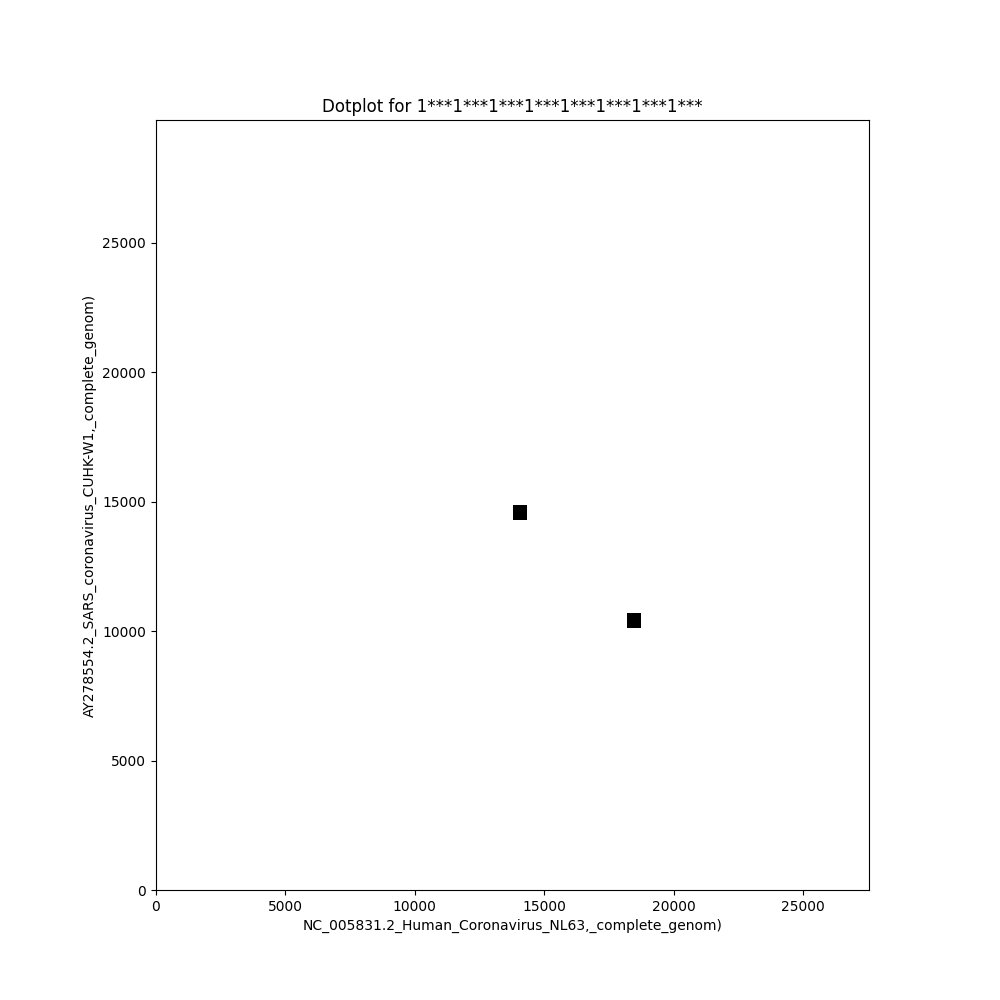 Dotplot for 1***1***1***1***1***1***1***1***
AY278554.2_SARS_coronavirus_CUHK-W1,_complete_genom)
25000
20000
15000
10000
5000
0
0 5000 10000 15000 20000 25000
NC_005831.2_Human_Coronavirus_NL63,_complete_genom)